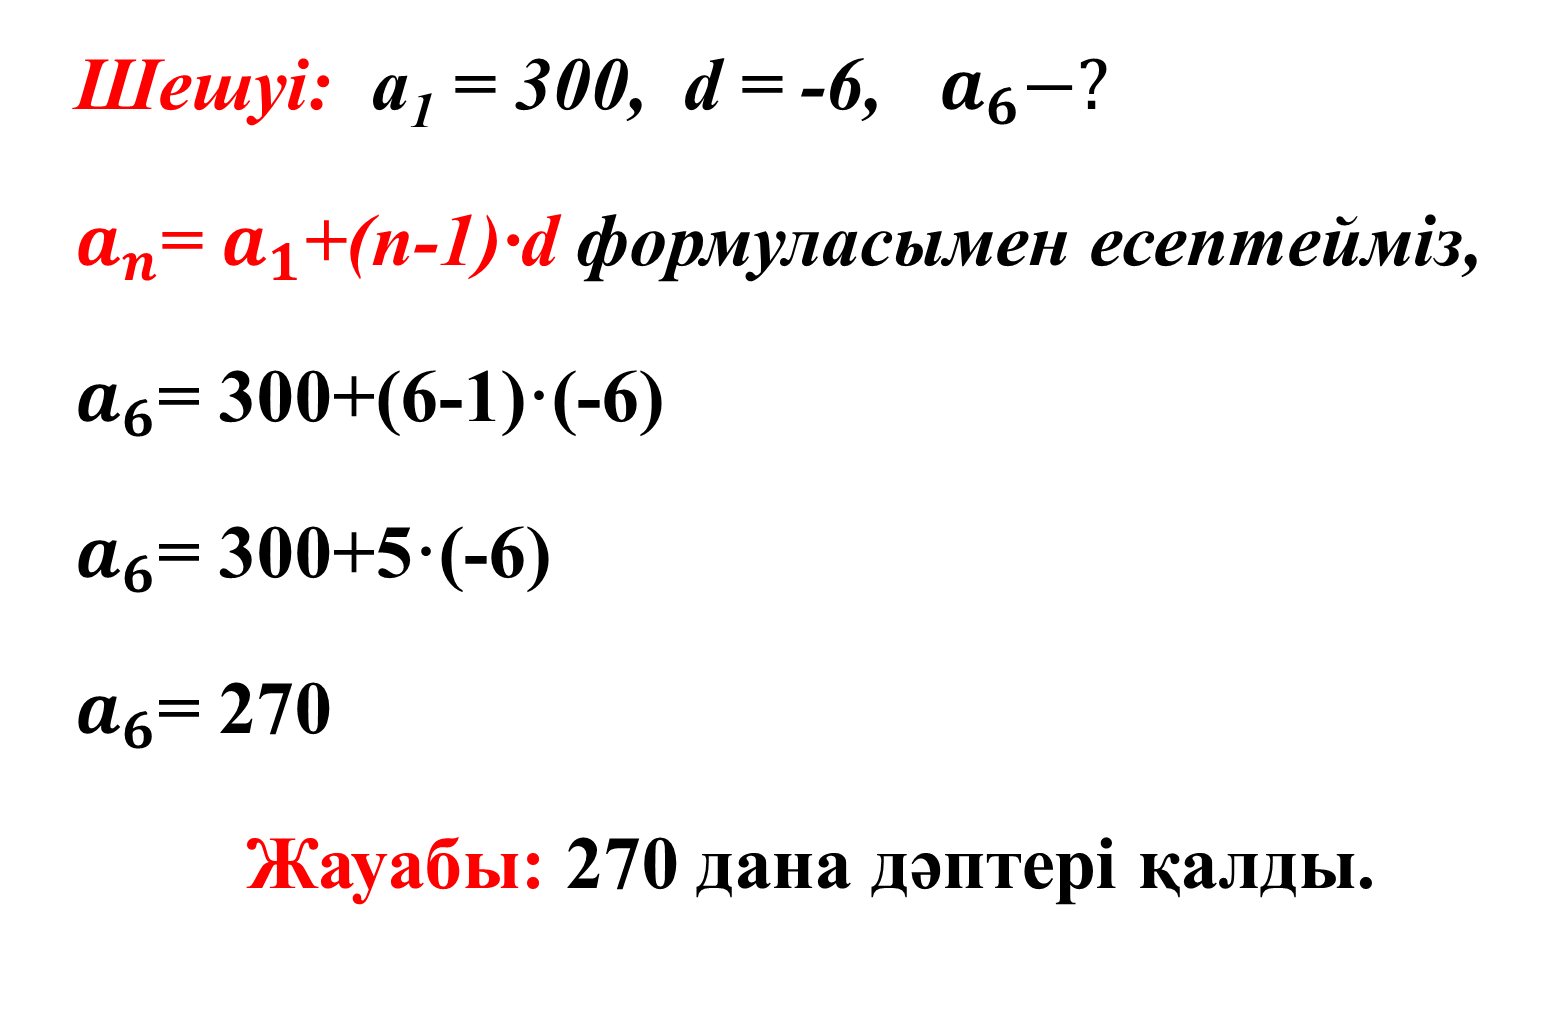 Шешуі: a₁ = 300, d = -6, a₆ −?
aₙ= a₁+(n-1)·d формуласымен есептейміз,
a₆= 300+(6-1)·(-6)
a₆= 300+5·(-6)
a₆= 270
Жауабы: 270 дана дәптері қалды.